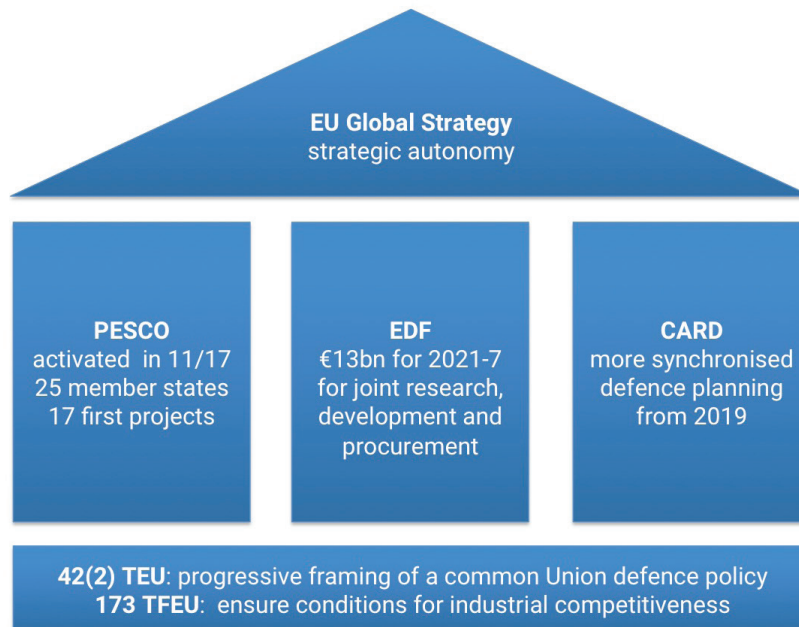 EU Global Strategy
strategic autonomy
PESCO
activated in 11/17
25 member states
17 first projects
EDF
€13bn for 2021-7
for joint research,
development and
procurement
CARD
more synchronised
defence planning
from 2019
42(2) TEU: progressive framing of a common Union defence policy
173 TFEU: ensure conditions for industrial competitiveness